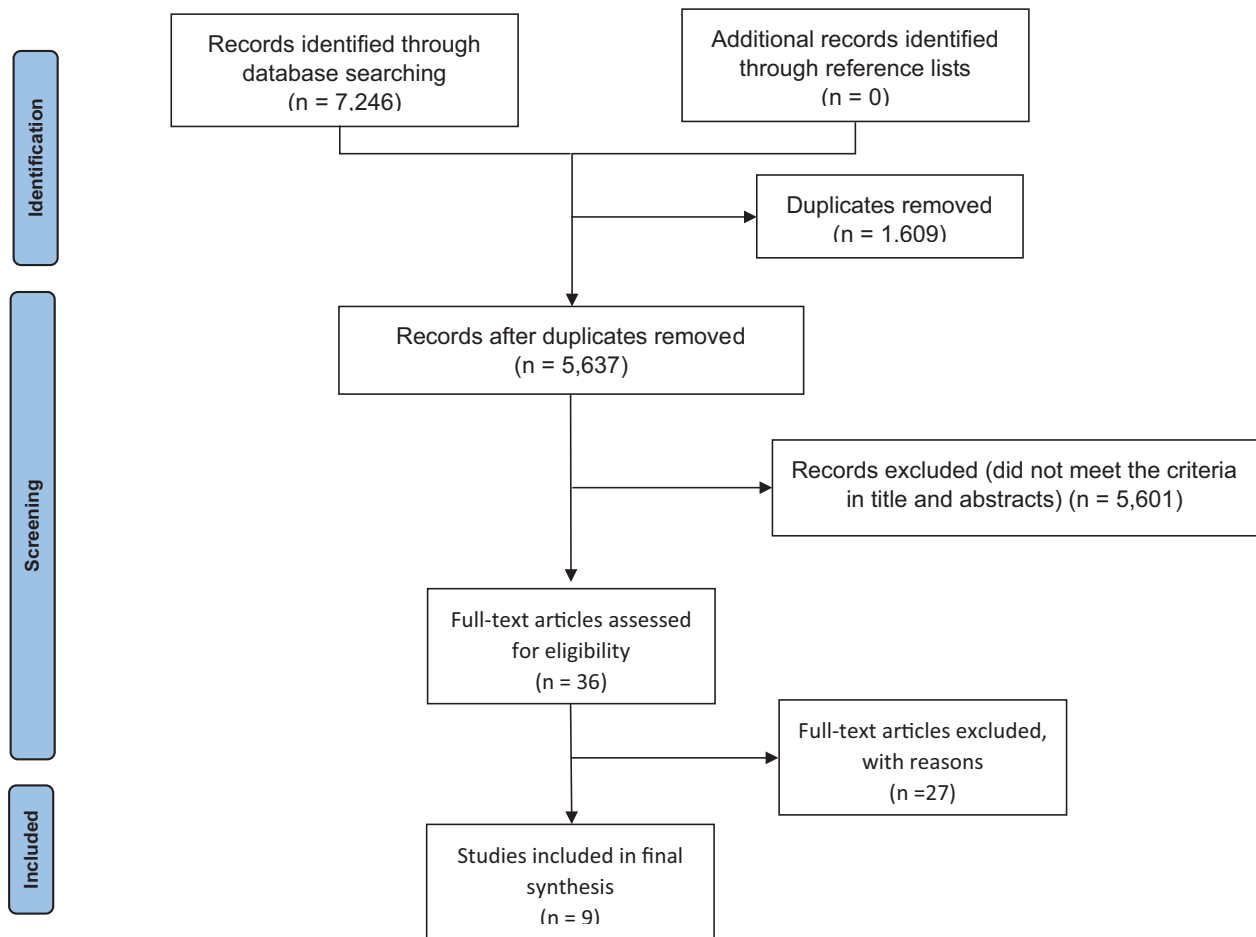 Identification
Records identified through
database searching
(n = 7,246)
Additional records identified
through reference lists
(n = 0)
Duplicates removed
(n = 1,609)
Screening
Records after duplicates removed
(n = 5,637)
Records excluded (did not meet the criteria
in title and abstracts) (n = 5,601)
Full-text articles assessed
for eligibility
(n = 36)
Full-text articles excluded,
with reasons
(n =27)
Included
Studies included in final
synthesis
(n = 9)